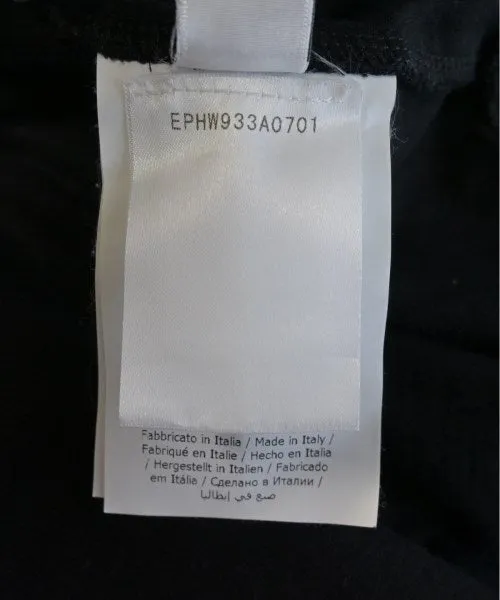 EPHW933A0701
Fabbricato in Italia / Made in Italy /
Fabriqué en Italie / Hecho en Italia
/ Hergestellt in Italien / Fabricado
em Itália / Сделано в Италии /
صنع في إيطاليا